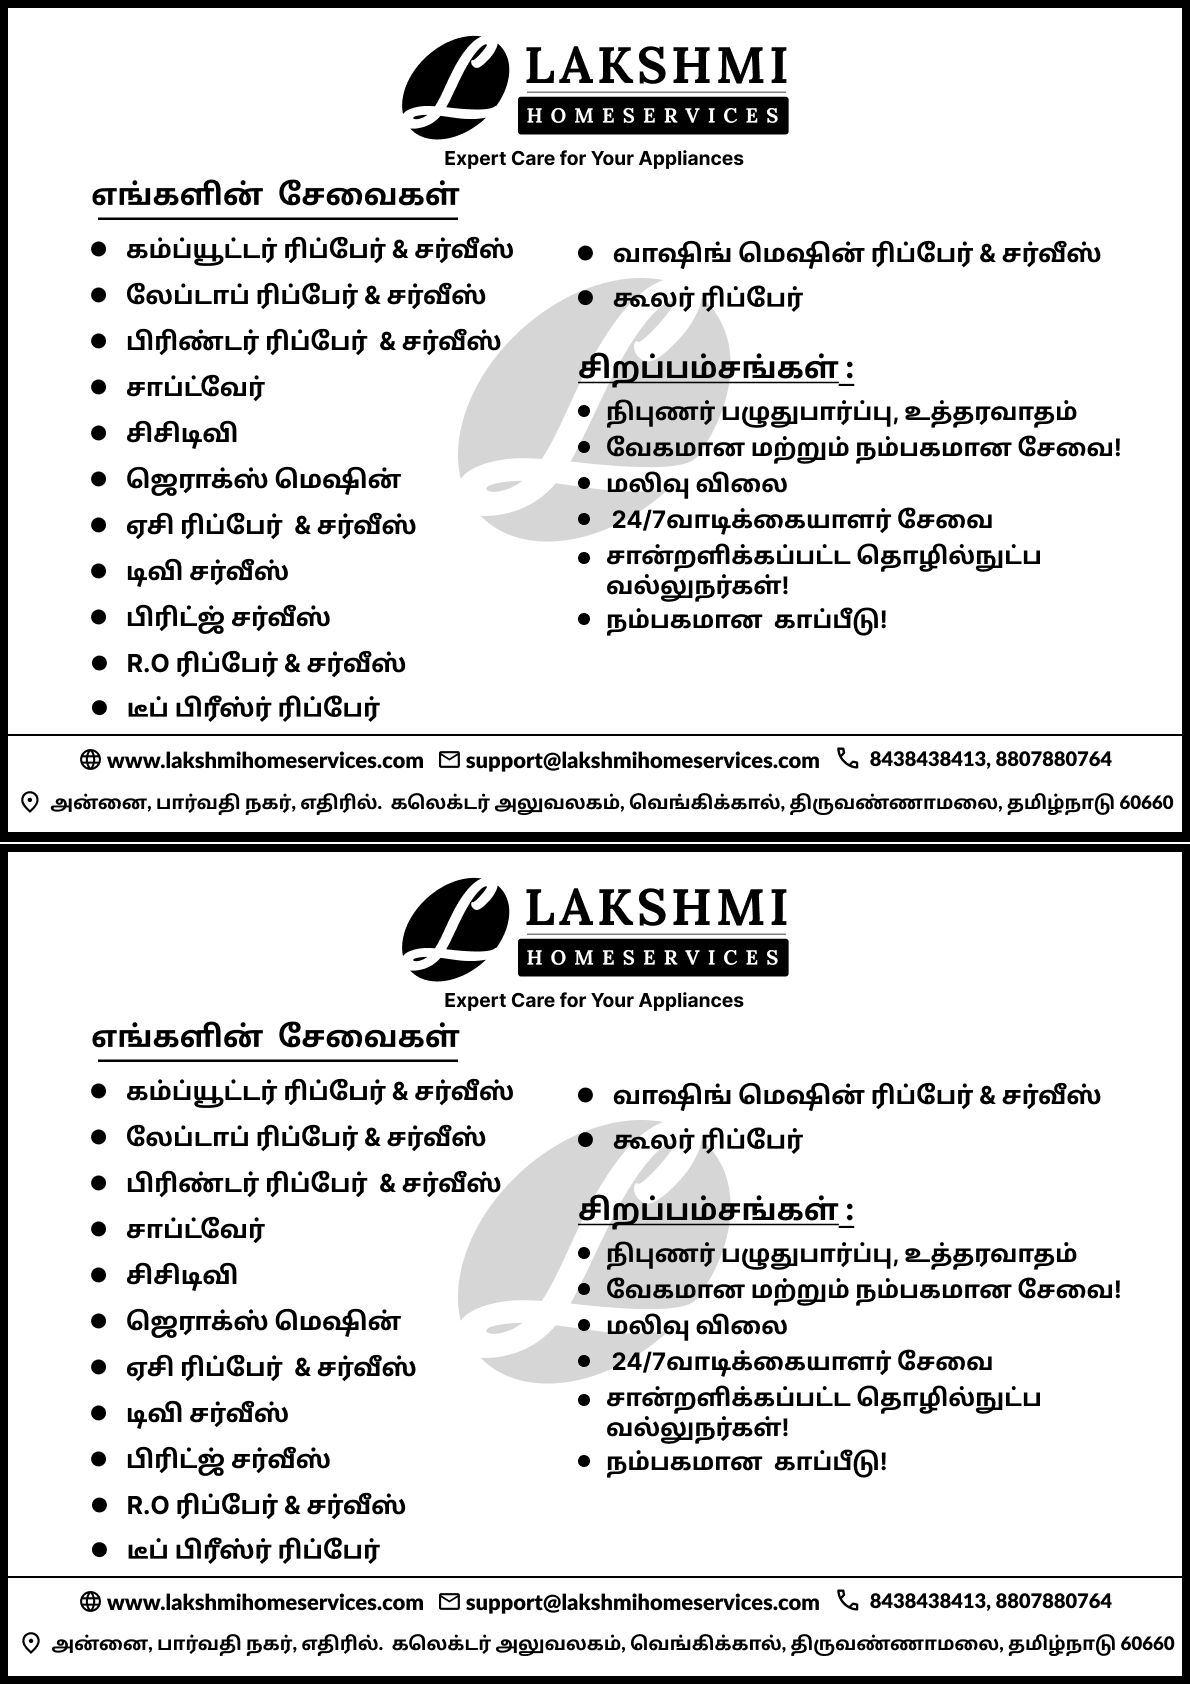 LAKSHMI
HOMESERVICES
Expert Care for Your Appliances
எங்களின் சேவைகள்
கம்ப்யூட்டர் ரிப்பேர் & சர்வீஸ்
லேப்டாப் ரிப்பேர் & சர்வீஸ்
பிரிண்டர் ரிப்பேர் & சர்வீஸ்
சாப்ட்வேர்
சிசிடிவி
ஜெராக்ஸ் மெஷின்
ஏசி ரிப்பேர் & சர்வீஸ்
டிவி சர்வீஸ்
பிரிட்ஜ் சர்வீஸ்
R.O ரிப்பேர் & சர்வீஸ்
டீப் பிரீஸ்ர் ரிப்பேர்
வாஷிங் மெஷின் ரிப்பேர் & சர்வீஸ்
கூலர் ரிப்பேர்
சிறப்பம்சங்கள் :
நிபுணர் பழுதுபார்ப்பு, உத்தரவாதம்
வேகமான மற்றும் நம்பகமான சேவை!
மலிவு விலை
24/7வாடிக்கையாளர் சேவை
சான்றளிக்கப்பட்ட தொழில்நுட்ப
வல்லுநர்கள்!
நம்பகமான காப்பீடு!
www.lakshmihomeservices.com support@lakshmihomeservices.com 8438438413, 8807880764
அன்னை, பார்வதி நகர், எதிரில். கலெக்டர் அலுவலகம், வெங்கிக்கால், திருவண்ணாமலை, தமிழ்நாடு 60660
LAKSHMI
HOMESERVICES
Expert Care for Your Appliances
எங்களின் சேவைகள்
கம்ப்யூட்டர் ரிப்பேர் & சர்வீஸ்
லேப்டாப் ரிப்பேர் & சர்வீஸ்
பிரிண்டர் ரிப்பேர் & சர்வீஸ்
சாப்ட்வேர்
சிசிடிவி
ஜெராக்ஸ் மெஷின்
ஏசி ரிப்பேர் & சர்வீஸ்
டிவி சர்வீஸ்
பிரிட்ஜ் சர்வீஸ்
R.O ரிப்பேர் & சர்வீஸ்
டீப் பிரீஸ்ர் ரிப்பேர்
வாஷிங் மெஷின் ரிப்பேர் & சர்வீஸ்
கூலர் ரிப்பேர்
சிறப்பம்சங்கள் :
நிபுணர் பழுதுபார்ப்பு, உத்தரவாதம்
வேகமான மற்றும் நம்பகமான சேவை!
மலிவு விலை
24/7வாடிக்கையாளர் சேவை
சான்றளிக்கப்பட்ட தொழில்நுட்ப
வல்லுநர்கள்!
நம்பகமான காப்பீடு!
www.lakshmihomeservices.com support@lakshmihomeservices.com 8438438413, 8807880764
அன்னை, பார்வதி நகர், எதிரில். கலெக்டர் அலுவலகம், வெங்கிக்கால், திருவண்ணாமலை, தமிழ்நாடு 60660